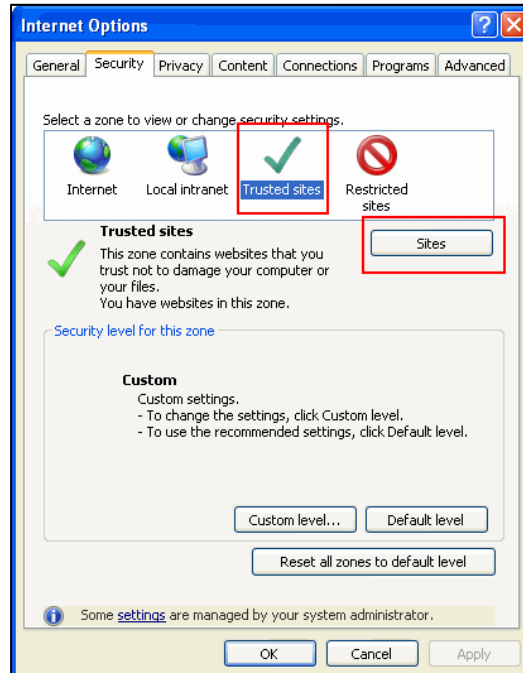 Internet Options
General Security Privacy Content Connections Programs Advanced
Select a zone to view or change security settings.
Internet Local intranet Trusted sites Restricted
sites
Trusted sites
Sites
This zone contains websites that you
trust not to damage your computer or
your files.
You have websites in this zone.
Security level for this zone
Custom
Custom settings.
- To change the settings, click Custom level.
- To use the recommended settings, click Default level.
Custom level... Default level
Reset all zones to default level
Some settings are managed by your system administrator.
OK Cancel Apply